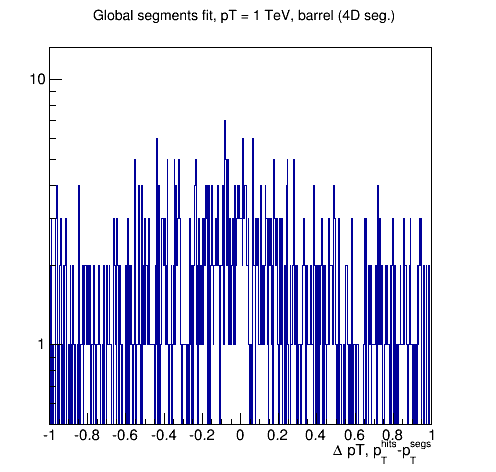 Global segments fit, pT = 1 TeV, barrel (4D seg.)
10
1
-1 -0.8 -0.6 -0.4 -0.2 0 0.2 0.4 0.6 0.8 1
Δ pT, p_T^hits-p_T^segs